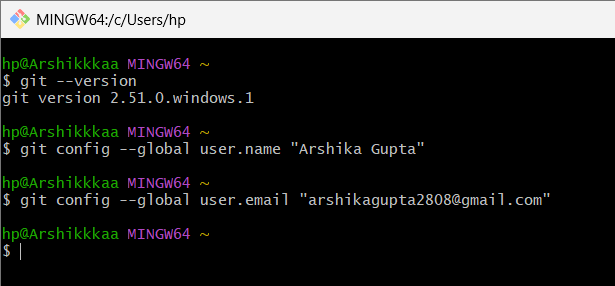 MINGW64:/c/Users/hp
hp@Arshikkkaa MINGW64 ~
$ git --version
git version 2.51.0.windows.1
hp@Arshikkkaa MINGW64 ~
$ git config --global user.name "Arshika Gupta"
hp@Arshikkkaa MINGW64 ~
$ git config --global user.email "arshikagupta2808@gmail.com"
hp@Arshikkkaa MINGW64 ~
$